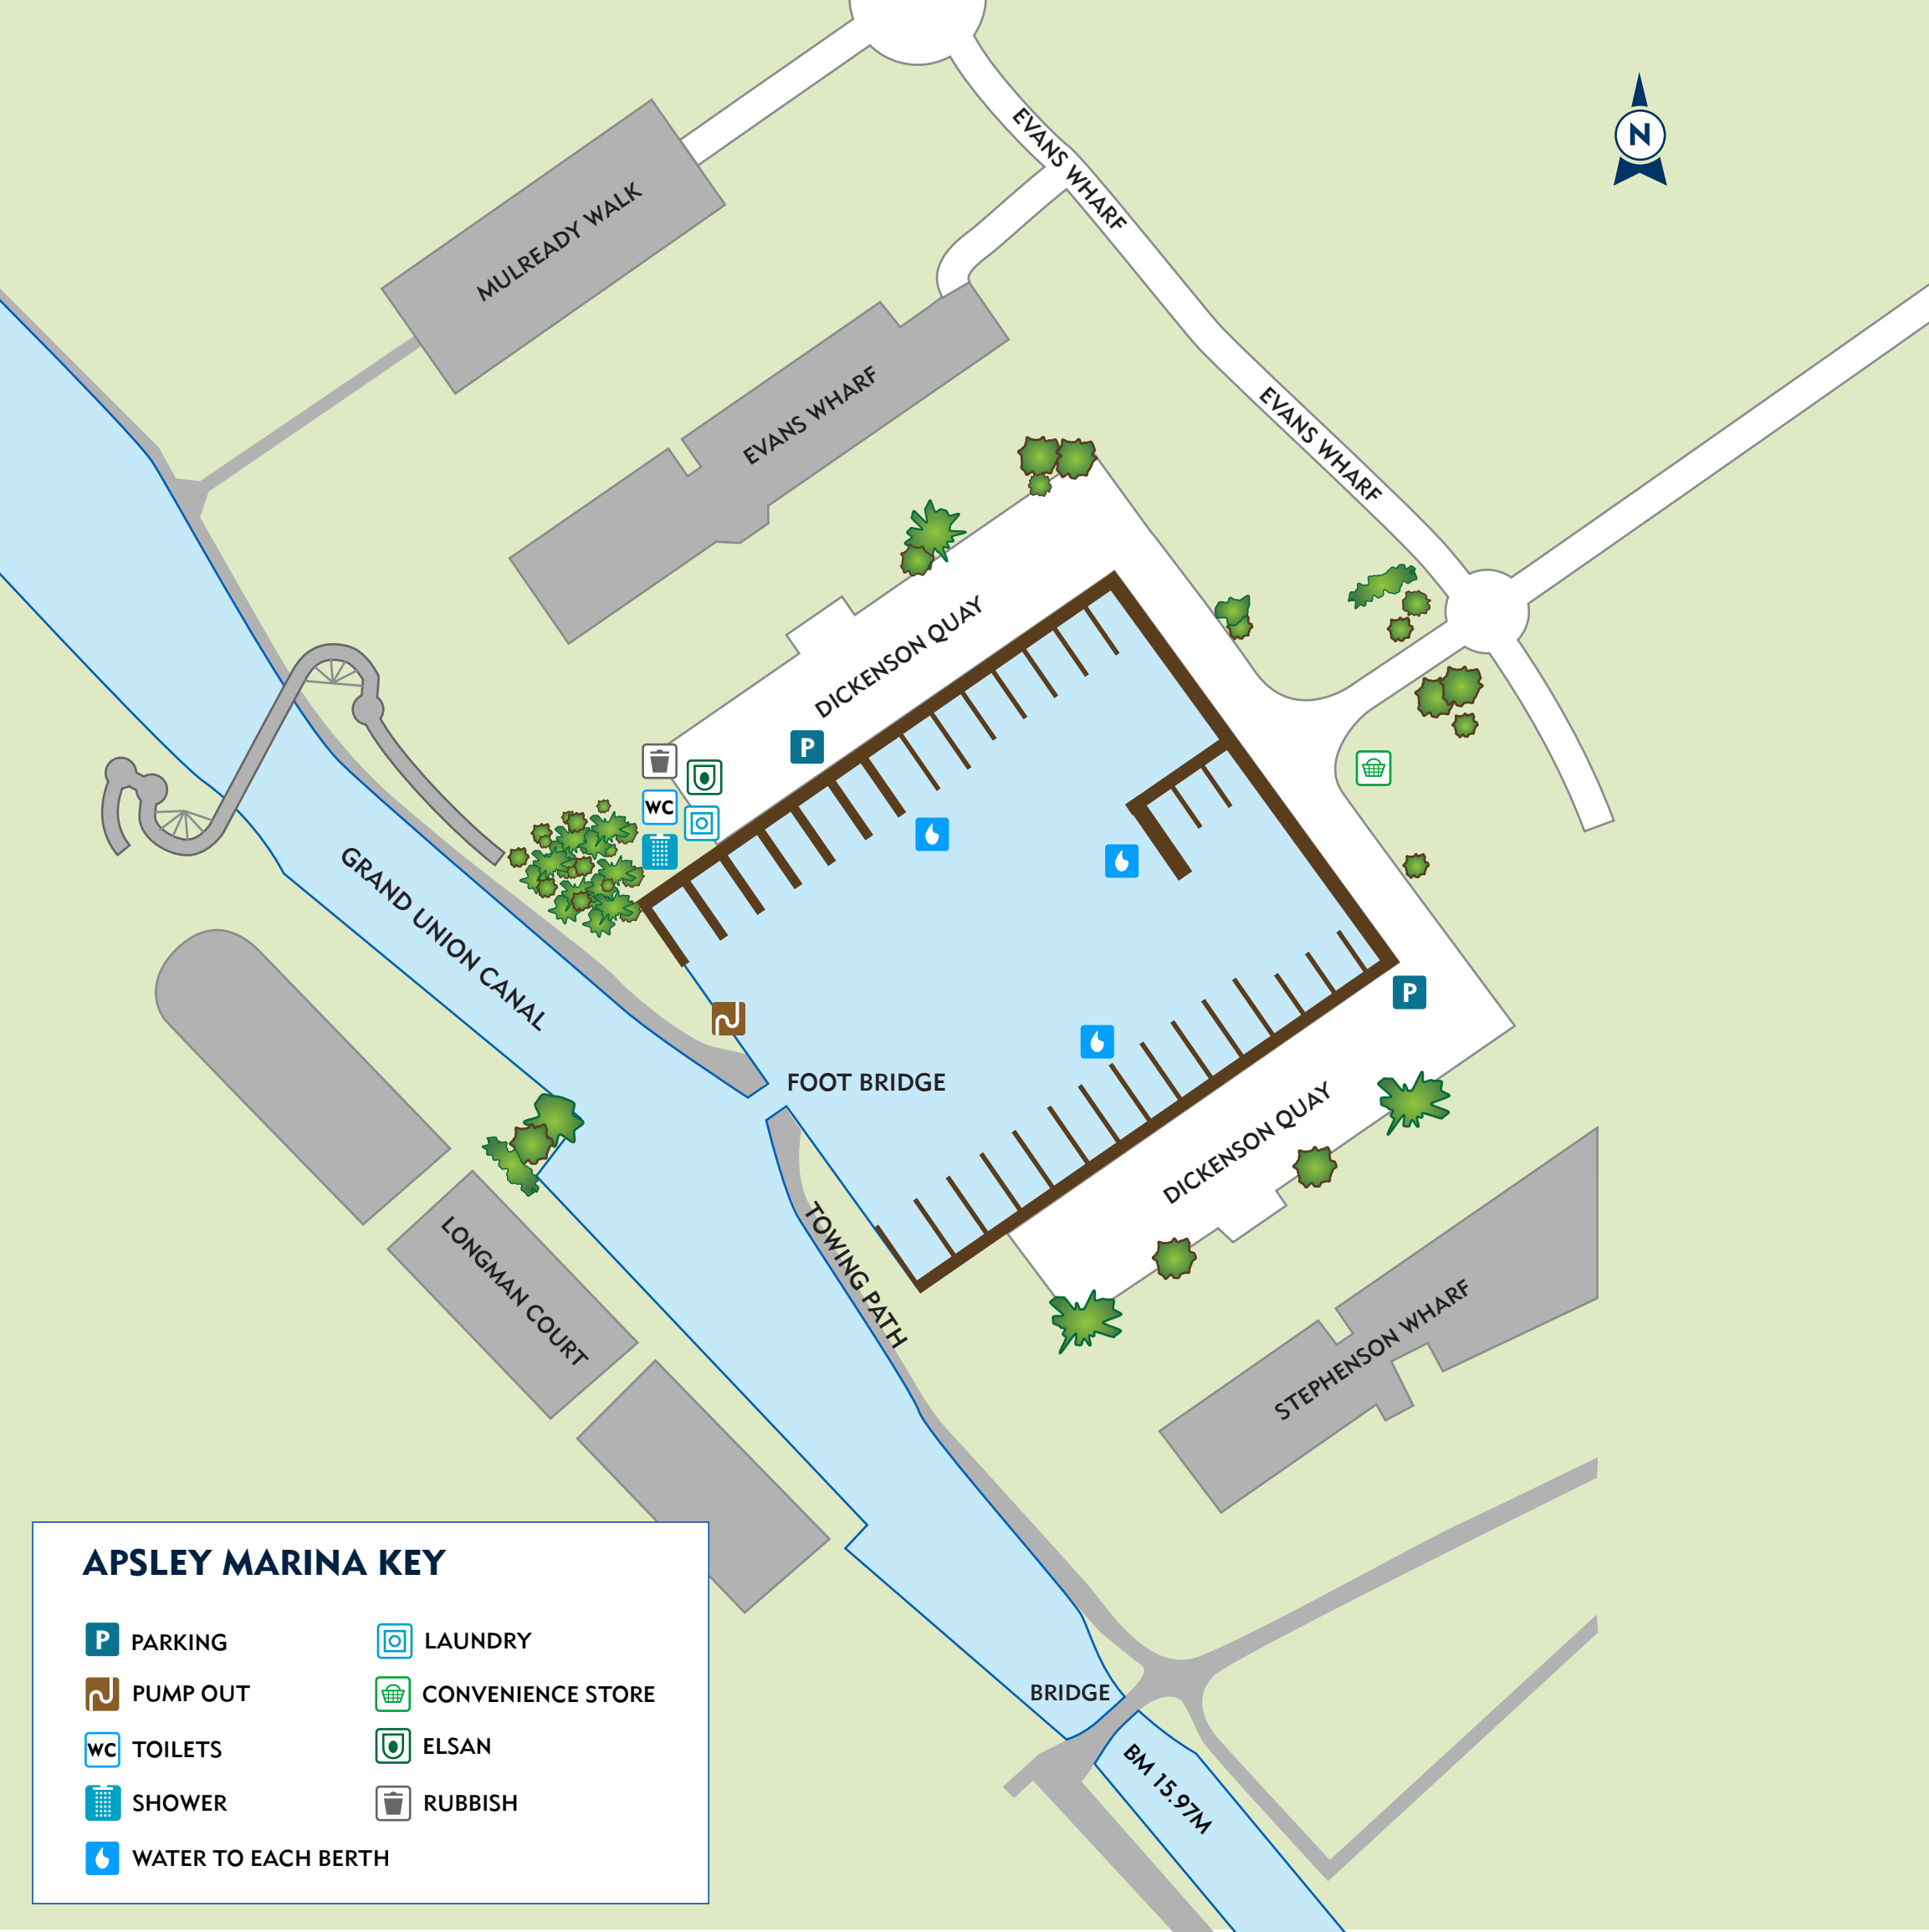 EVANS WHARF
N
MULREADY WALK
EVANS WHARF
EVANS WHARF
DICKENSON QUAY
P
WC
GRAND UNION CANAL
P
FOOT BRIDGE
DICKENSON QUAY
TOWING PATH
LONGMAN COURT
STEPHENSON WHARF
BRIDGE
BM 15.97M
APSLEY MARINA KEY
P PARKING
PUMP OUT
WC TOILETS
SHOWER
WATER TO EACH BERTH
LAUNDRY
CONVENIENCE STORE
ELSAN
RUBBISH